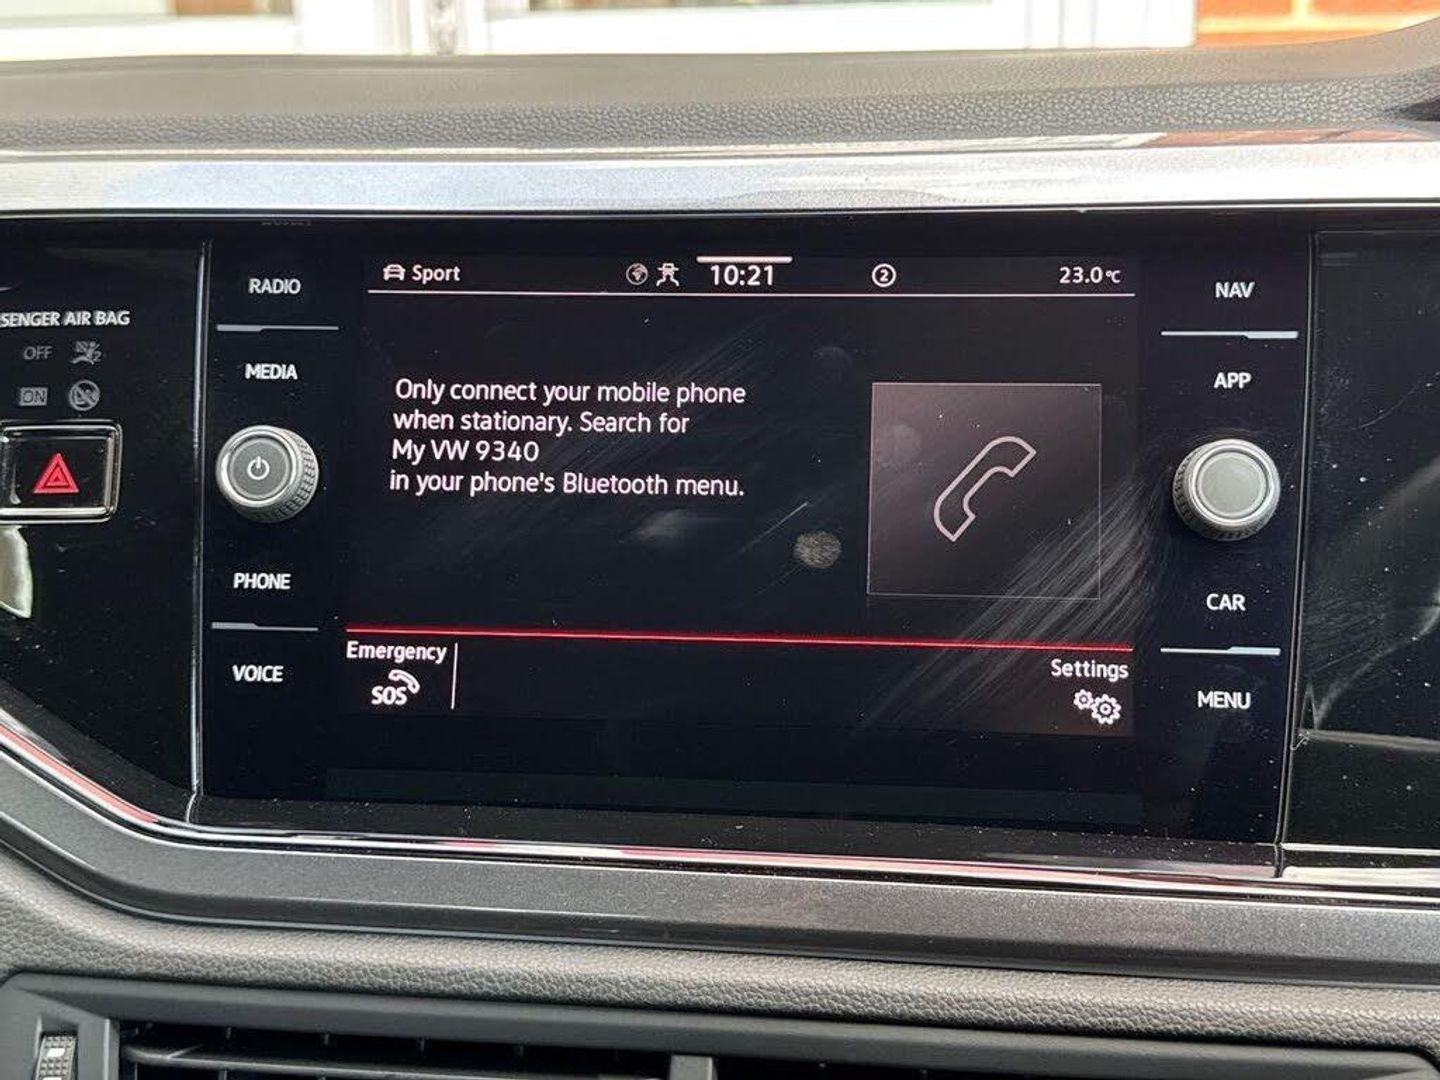 Sport
10:21
2
23.0 °C
RADIO
MEDIA
PHONE
VOICE
SENGER AIR BAG
OFF
2
ON
Only connect your mobile phone
when stationary. Search for
My VW 9340
in your phone's Bluetooth menu.
Emergency
SOS
Settings
NAV
APP
CAR
MENU